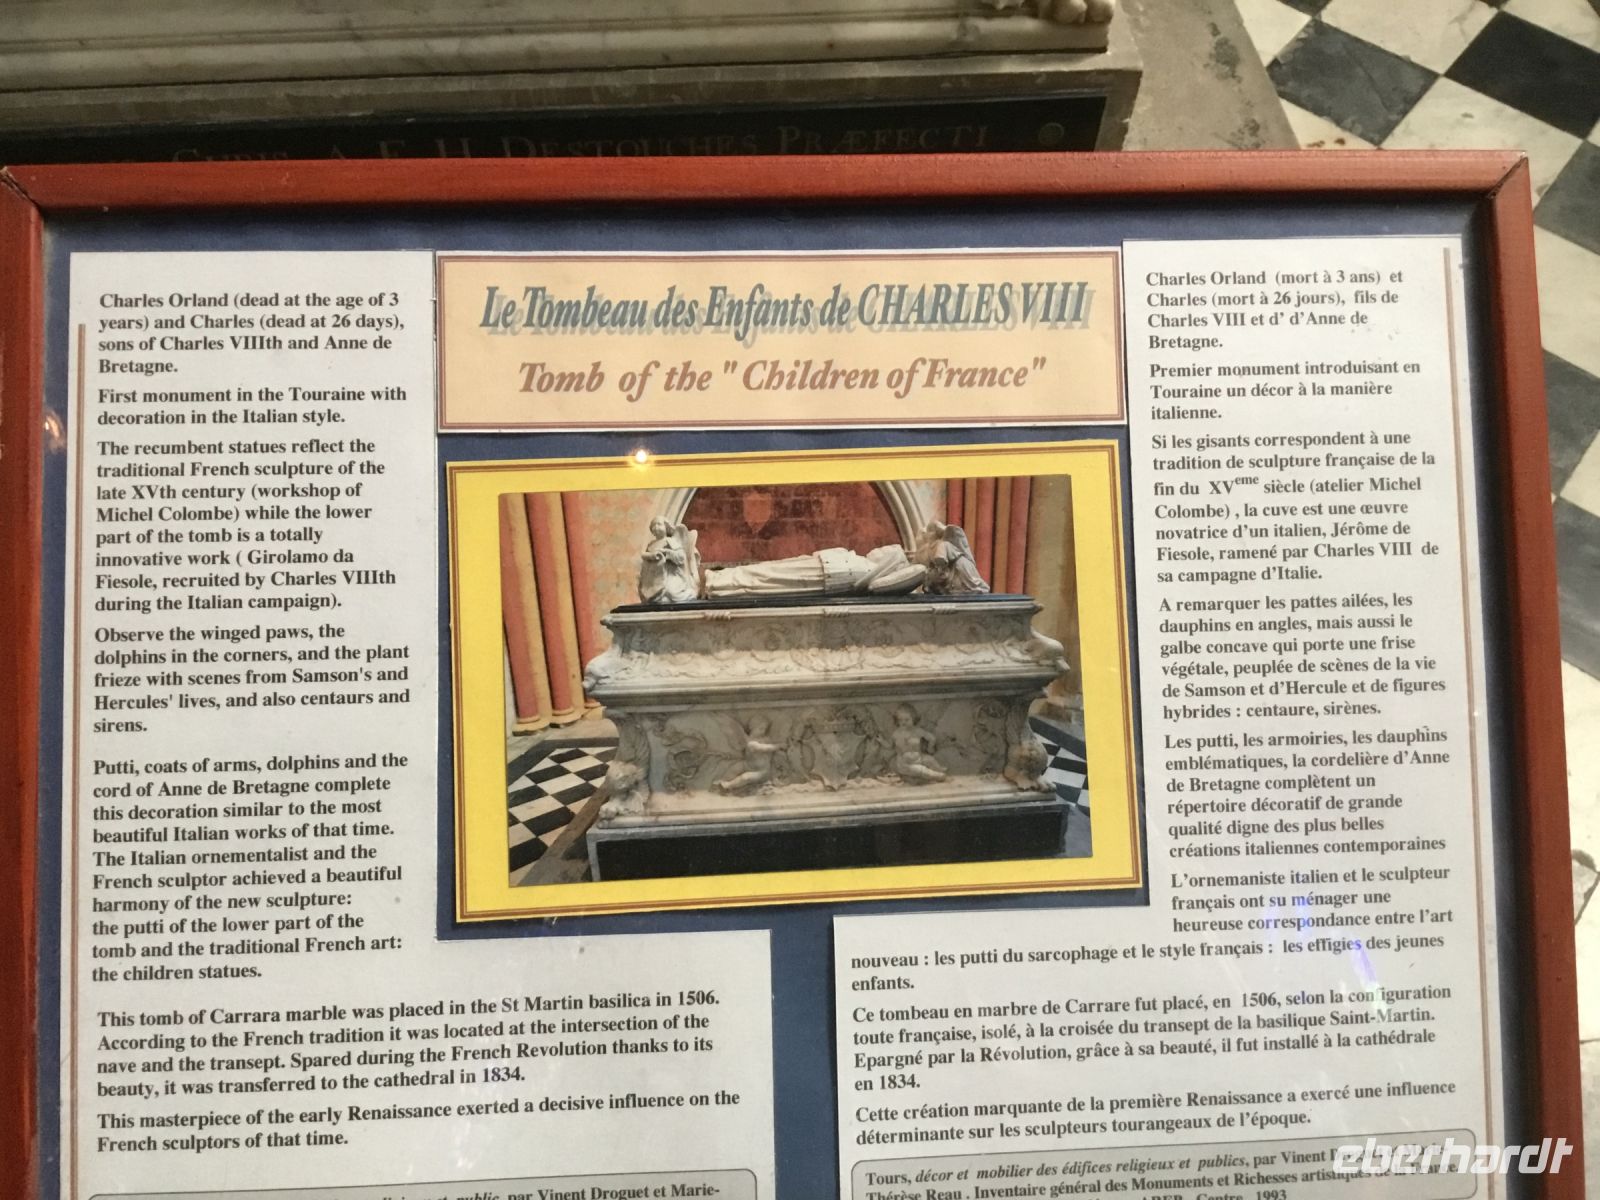 A. E. H. DESTOUCHES PRÆFECTI
Le Tombeau des Enfants de CHARLES VIII
Tomb of the "Children of France"
Charles Orland (dead at the age of 3
years) and Charles (dead at 26 days),
sons of Charles VIIIth and Anne de
Bretagne.
First monument in the Touraine with
decoration in the Italian style.
The recumbent statues reflect the
traditional French sculpture of the
late XVth century (workshop of
Michel Colombe) while the lower
part of the tomb is a totally
innovative work ( Girolamo da
Fiesole, recruited by Charles VIIIth
during the Italian campaign).
Observe the winged paws, the
dolphins in the corners, and the plant
frieze with scenes from Samson's and
Hercules' lives, and also centaurs and
sirens.
Putti, coats of arms, dolphins and the
cord of Anne de Bretagne complete
this decoration similar to the most
beautiful Italian works of that time.
The Italian ornementalist and the
French sculptor achieved a beautiful
harmony of the new sculpture:
the putti of the lower part of the
tomb and the traditional French art:
the children statues.
This tomb of Carrara marble was placed in the St Martin basilica in 1506.
According to the French tradition it was located at the intersection of the
nave and the transept. Spared during the French Revolution thanks to its
beauty, it was transferred to the cathedral in 1834.
This masterpiece of the early Renaissance exerted a decisive influence on the
French sculptors of that time.
public, par Vinent Droguet et Marie-
Charles Orland (mort à 3 ans) et
Charles (mort à 26 jours), fils de
Charles VIII et d' d'Anne de
Bretagne.
Premier monument introduisant en
Touraine un décor à la manière
italienne.
Si les gisants correspondent à une
tradition de sculpture française de la
fin du XVeme siècle (atelier Michel
Colombe) , la cuve est une œuvre
novatrice d'un italien, Jérôme de
Fiesole, ramené par Charles VIII de
sa campagne d'Italie.
A remarquer les pattes ailées, les
dauphins en angles, mais aussi le
galbe concave qui porte une frise
végétale, peuplée de scènes de la vie
de Samson et d'Hercule et de figures
hybrides : centaure, sirènes.
Les putti, les armoiries, les dauphins
emblématiques, la cordelière d'Anne
de Bretagne complètent un
répertoire décoratif de grande
qualité digne des plus belles
créations italiennes contemporaines
L'ornemaniste italien et le sculpteur
français ont su ménager une
heureuse correspondance entre l'art
nouveau : les putti du sarcophage et le style français : les effigies des jeunes
enfants.
Ce tombeau en marbre de Carrare fut placé, en 1506, selon la configuration
toute française, isolé, à la croisée du transept de la basilique Saint-Martin.
Epargné par la Révolution, grâce à sa beauté, il fut installé à la cathédrale
en 1834.
Cette création marquante de la première Renaissance a exercé une influence
déterminante sur les sculpteurs tourangeaux de l'époque.
Tours, décor et mobilier des édifices religieux et publics, par Vinent
Thérèse Reau . Inventaire général des Monuments et Richesses artistiques de la
Centre, 1993
eberhardt